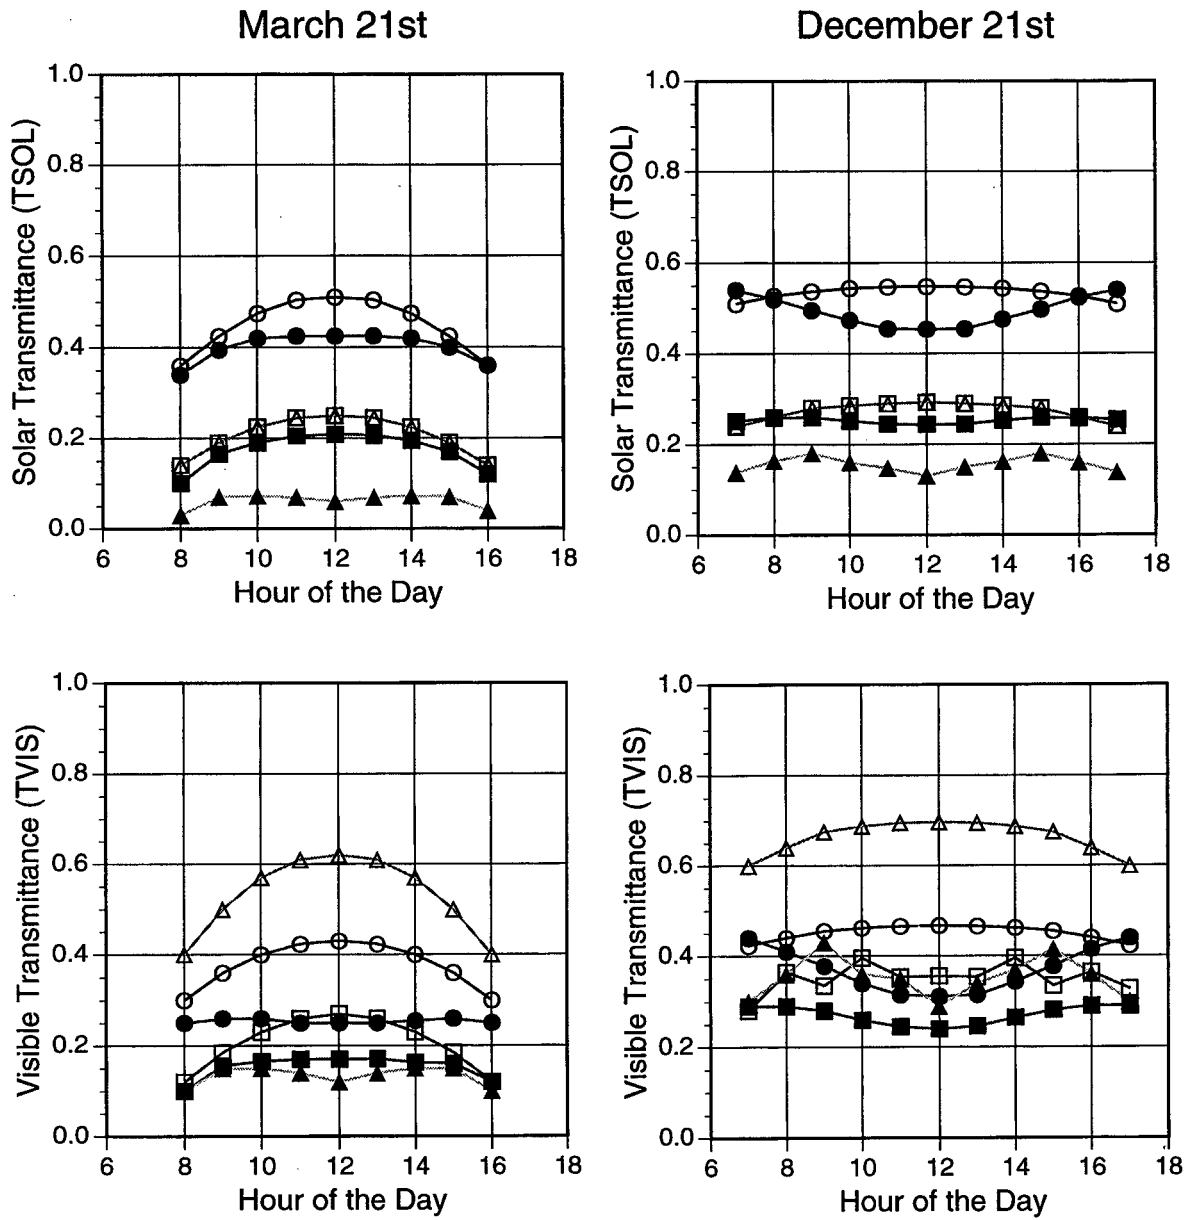 March 21st
December 21st
Solar Transmittance (TSOL)
1.0
0.8
0.6
0.4
0.2
0.0
6 8 10 12 14 16 18
Hour of the Day
Solar Transmittance (TSOL)
1.0
0.8
0.6
0.4
0.2
0.0
6 8 10 12 14 16 18
Hour of the Day
Visible Transmittance (TVIS)
1.0
0.8
0.6
0.4
0.2
0.0
6 8 10 12 14 16 18
Hour of the Day
Visible Transmittance (TVIS)
1.0
0.8
0.6
0.4
0.2
0.0
6 8 10 12 14 16 18
Hour of the Day